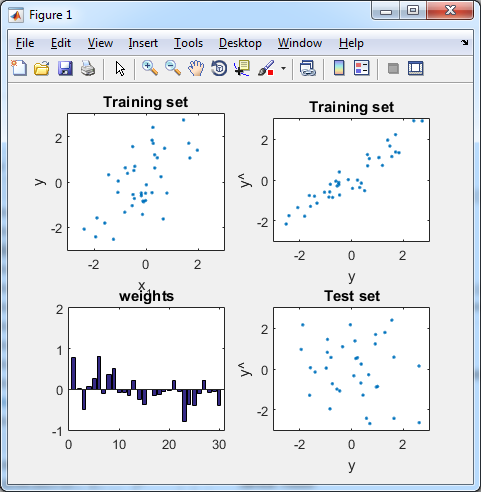 Figure 1
File Edit View Insert Tools Desktop Window Help
Training set
2
0
-2
y
-2 0 2
x
Training set
2
0
-2
y^
-2 0 2
y
weights
2
1
0
-1
0 10 20 30
Test set
2
0
-2
y^
-2 0 2
y